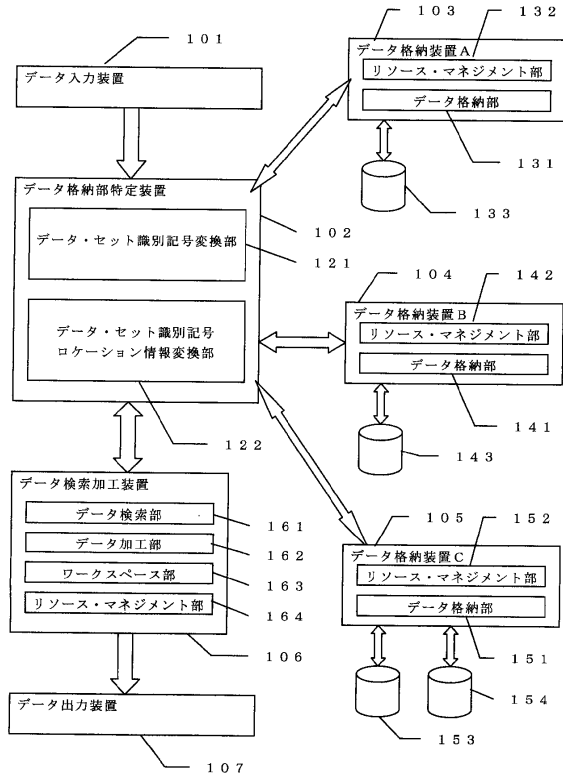 １０１
データ入力装置
データ格納部特定装置
１０２
データ・セット識別記号変換部
１２１
データ・セット識別記号
ロケーション情報変換部
１２２
データ検索加工装置
データ検索部
１６１
データ加工部
１６２
ワークスペース部
１６３
リソース・マネジメント部
１６４
１０６
データ出力装置
１０７
１０３
１３２
データ格納装置Ａ
リソース・マネジメント部
データ格納部
１３１
１３３
１０４
１４２
データ格納装置Ｂ
リソース・マネジメント部
データ格納部
１４１
１４３
１０５
１５２
データ格納装置Ｃ
リソース・マネジメント部
データ格納部
１５１
１５４
１５３